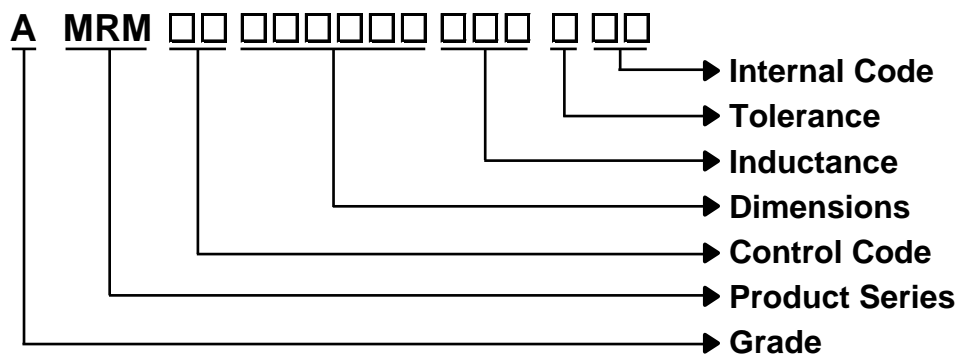 A MRM □□ □□□□□□ □□□ □ □□
Internal Code
Tolerance
Inductance
Dimensions
Control Code
Product Series
Grade